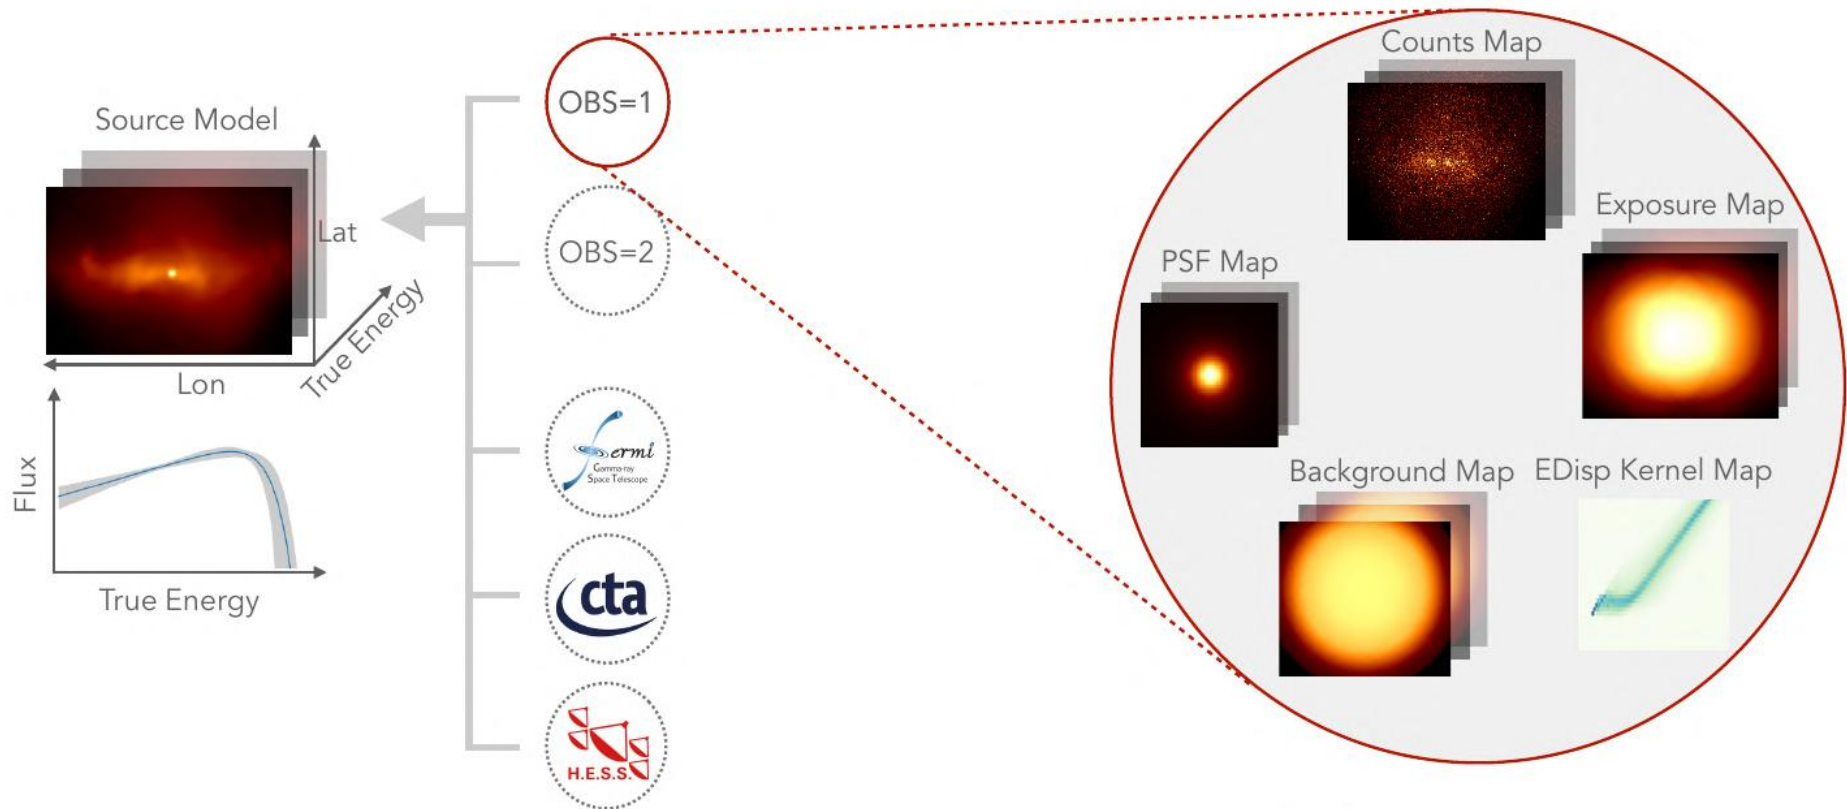 Source Model
Lat
Lon
True Energy
Flux
True Energy
OBS=1
OBS=2
Fermi
Gamma-ray
Space Telescope
cta
H.E.S.S.
Counts Map
Exposure Map
PSF Map
Background Map
EDisp Kernel Map